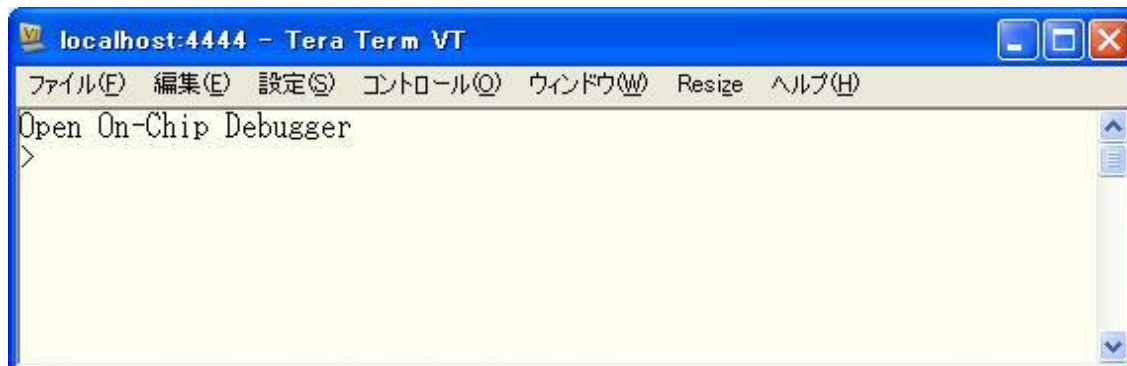 localhost:4444 - Tera Term VT
ファイル(F) 編集(E) 設定(S) コントロール(O) ウィンドウ(W) Resize ヘルプ(H)
Open On-Chip Debugger
>